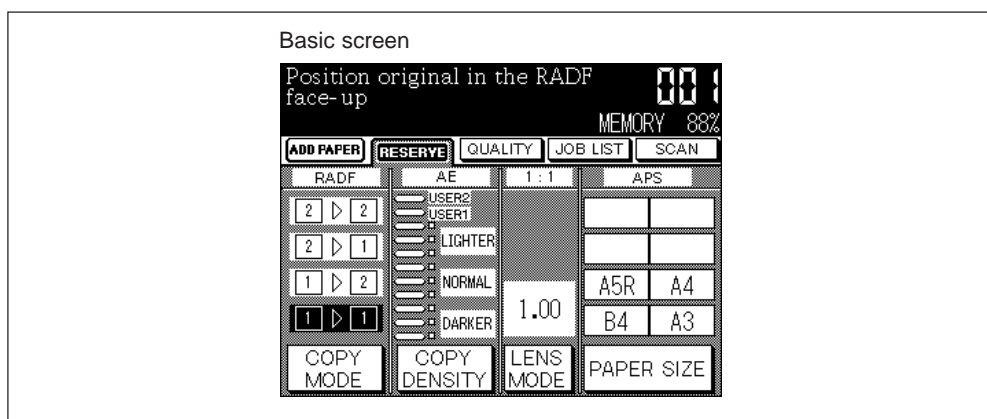 Basic screen
Position original in the RADF
face-up
001
MEMORY 88%
ADD PAPER RESERVE QUALITY JOB LIST SCAN
RADF AE 1 : 1 APS
USER2
USER1
2 ▷ 2
2 ▷ 1
LIGHTER
1 ▷ 2
NORMAL
A5R A4
1.00
1 ▷ 1
DARKER
B4 A3
COPY
MODE
COPY
DENSITY
LENS
MODE
PAPER SIZE